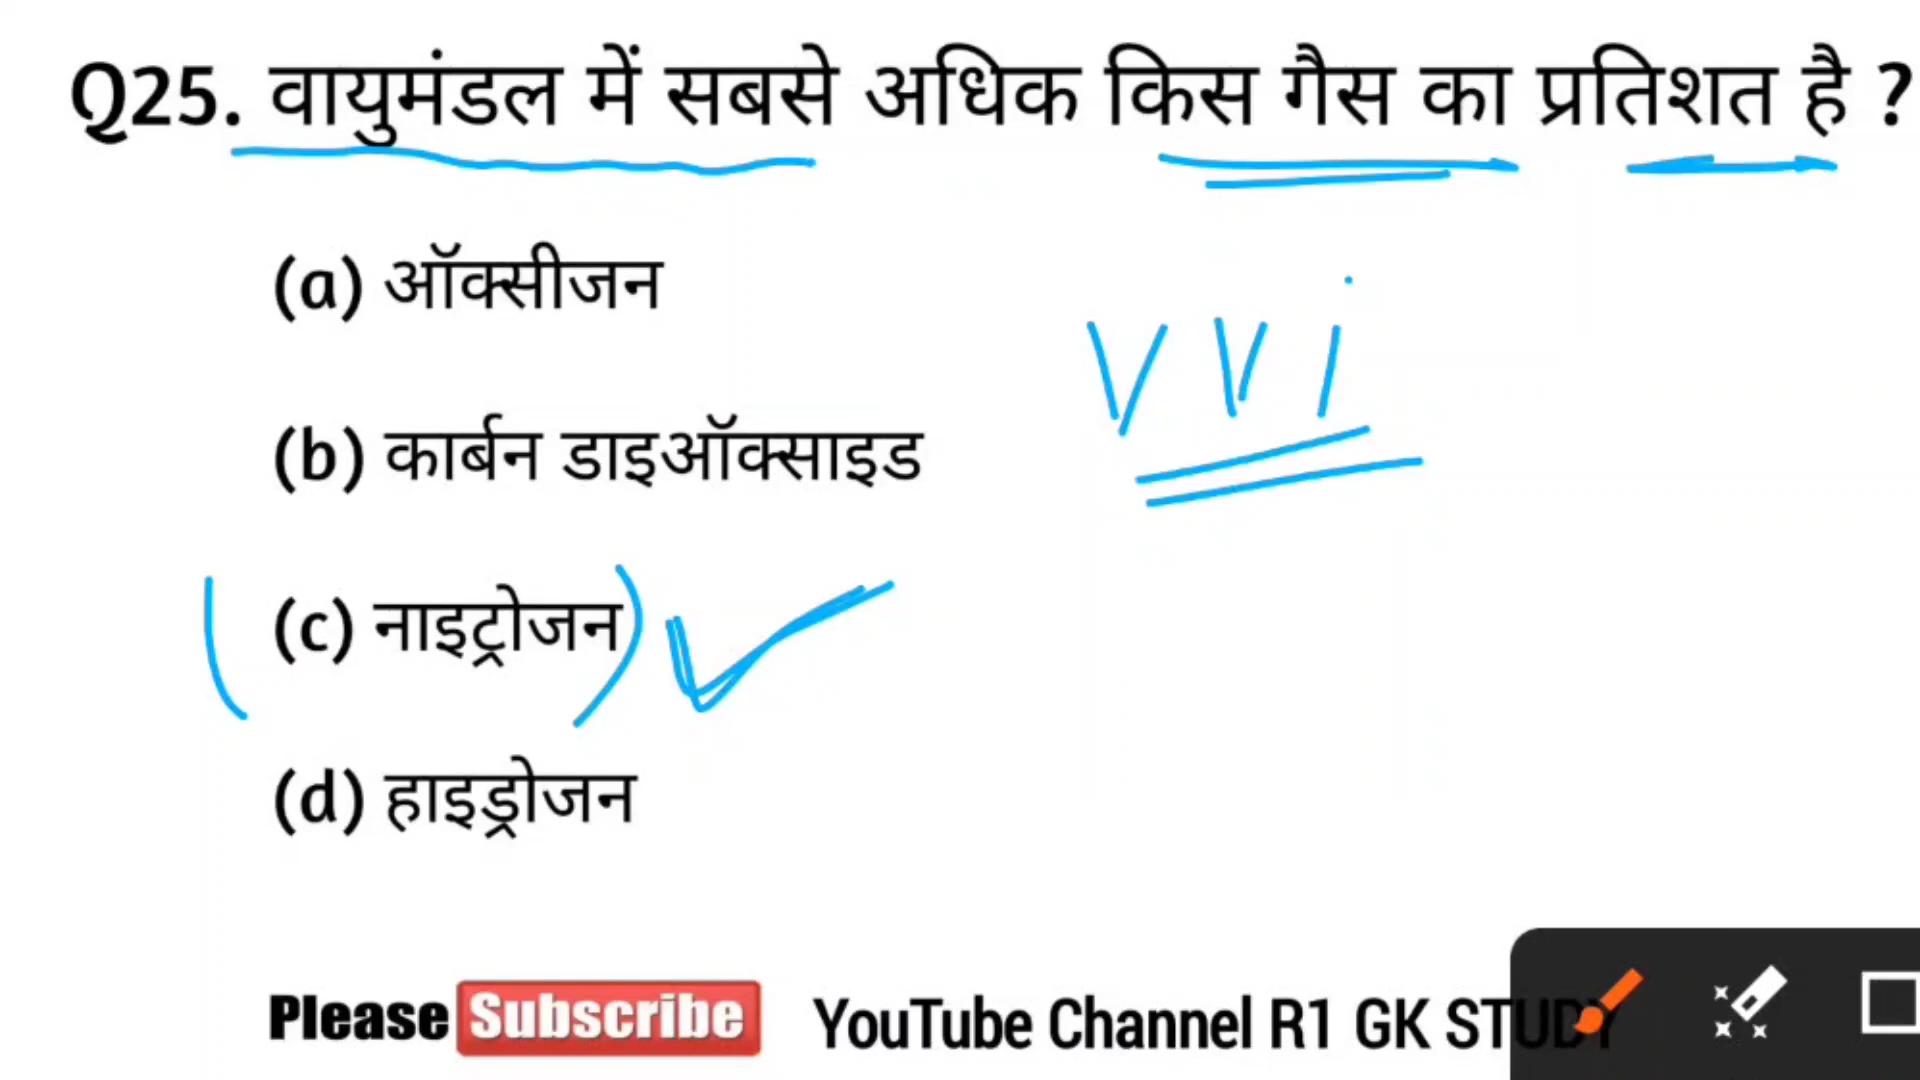 Q25. वायुमंडल में सबसे अधिक किस गैस का प्रतिशत है ?
(a) ऑक्सीजन
(b) कार्बन डाइऑक्साइड
VVi
(c) नाइट्रोजन
(d) हाइड्रोजन
Please Subscribe YouTube Channel R1 GK STUDY